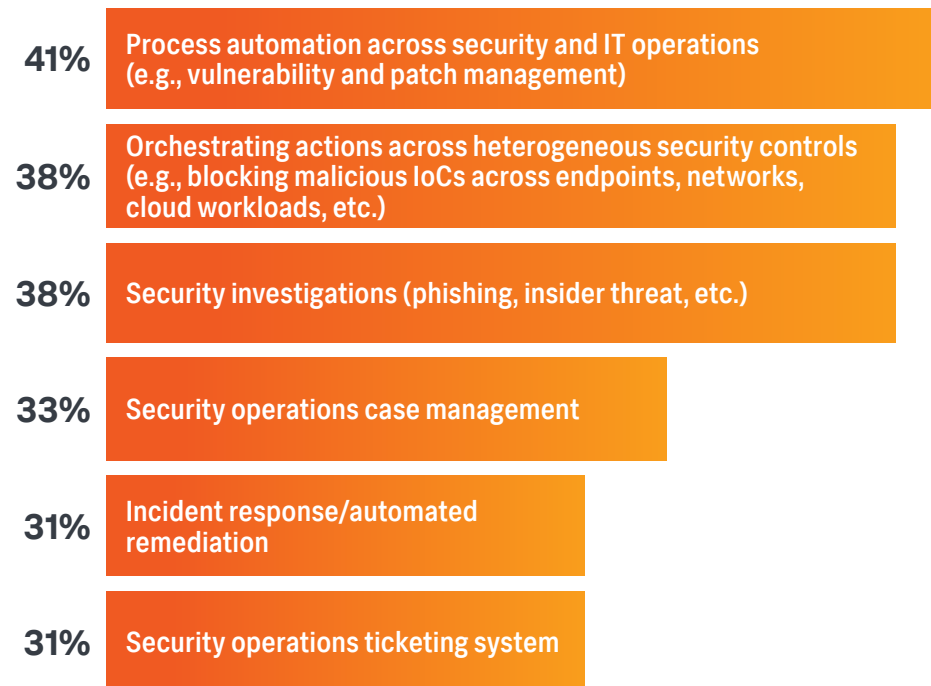 41%
Process automation across security and IT operations
(e.g., vulnerability and patch management)
38%
Orchestrating actions across heterogeneous security controls
(e.g., blocking malicious IoCs across endpoints, networks,
cloud workloads, etc.)
38%
Security investigations (phishing, insider threat, etc.)
33%
Security operations case management
31%
Incident response/automated
remediation
31%
Security operations ticketing system